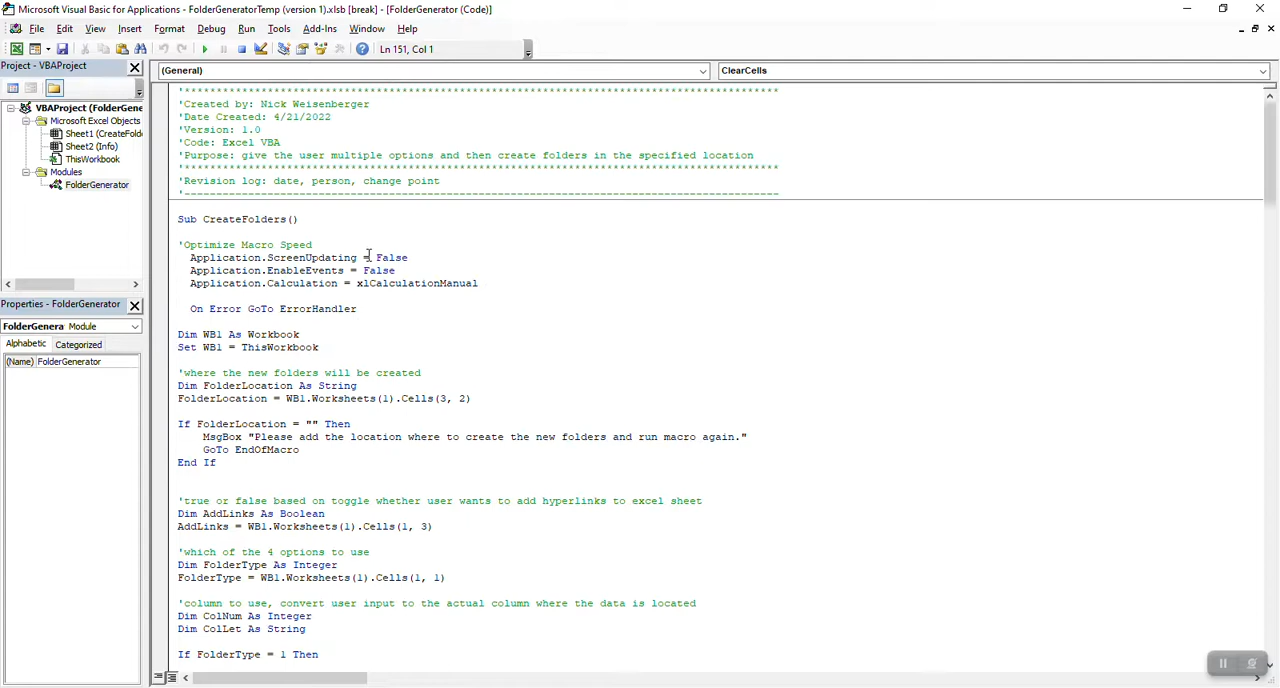 Microsoft Visual Basic for Applications - FolderGeneratorTemp (version 1).xlsb [break] - [FolderGenerator (Code)]
File Edit View Insert Format Debug Run Tools Add-Ins Window Help
Ln 151, Col 1
Project - VBAProject
(General)
ClearCells
VBAProject (FolderGene
Microsoft Excel Objects
Sheet1 (CreateFold
Sheet2 (Info)
ThisWorkbook
Modules
FolderGenerator
Properties - FolderGenerator
FolderGenera Module
Alphabetic Categorized
(Name) FolderGenerator
'**********************************************************************************************
'Created by: Nick Weisenberger
'Date Created: 4/21/2022
'Version: 1.0
'Code: Excel VBA
'Purpose: give the user multiple options and then create folders in the specified location
'**********************************************************************************************
'Revision log: date, person, change point
'----------------------------------------------------------------------------------------------
Sub CreateFolders()
'Optimize Macro Speed
Application.ScreenUpdating = False
Application.EnableEvents = False
Application.Calculation = xlCalculationManual
On Error GoTo ErrorHandler
Dim WB1 As Workbook
Set WB1 = ThisWorkbook
'where the new folders will be created
Dim FolderLocation As String
FolderLocation = WB1.Worksheets(1).Cells(3, 2)
If FolderLocation = "" Then
MsgBox "Please add the location where to create the new folders and run macro again."
GoTo EndOfMacro
End If
'true or false based on toggle whether user wants to add hyperlinks to excel sheet
Dim AddLinks As Boolean
AddLinks = WB1.Worksheets(1).Cells(1, 3)
'which of the 4 options to use
Dim FolderType As Integer
FolderType = WB1.Worksheets(1).Cells(1, 1)
'column to use, convert user input to the actual column where the data is located
Dim ColNum As Integer
Dim ColLet As String
If FolderType = 1 Then